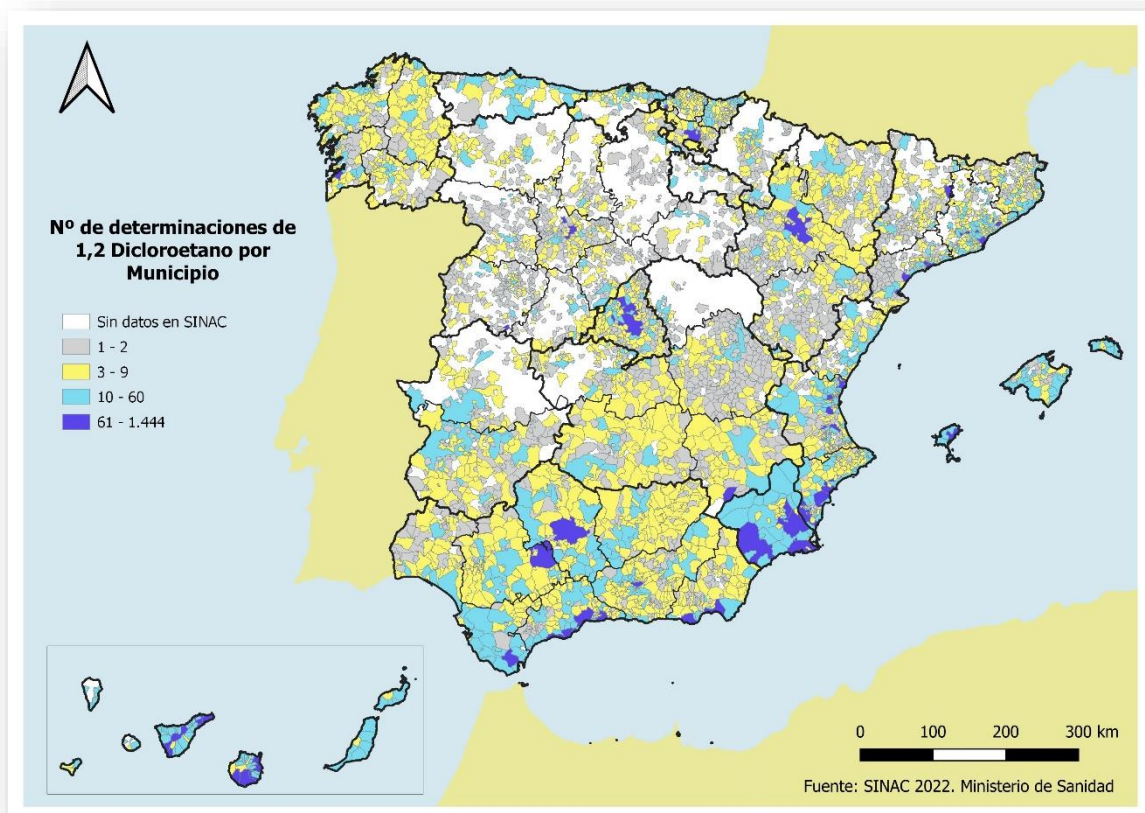 Nº de determinaciones de
1,2 Dicloroetano por
Municipio
Sin datos en SINAC
1 - 2
3 - 9
10 - 60
61 - 1.444
0 100 200 300 km
Fuente: SINAC 2022. Ministerio de Sanidad